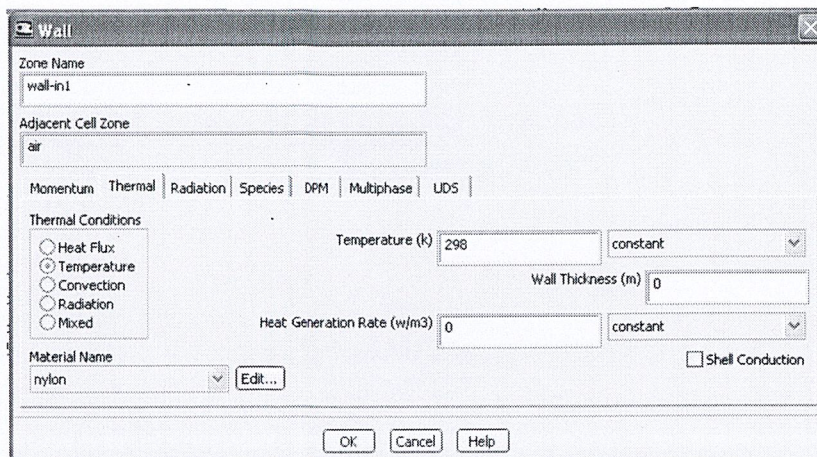 Wall
Zone Name
wall-in1
Adjacent Cell Zone
air
Momentum Thermal Radiation Species DPM Multiphase UDS
Thermal Conditions
Heat Flux
Temperature
Convection
Radiation
Mixed
Temperature (k) 298 constant
Wall Thickness (m) 0
Heat Generation Rate (w/m3) 0 constant
Shell Conduction
Material Name
nylon Edit...
OK Cancel Help